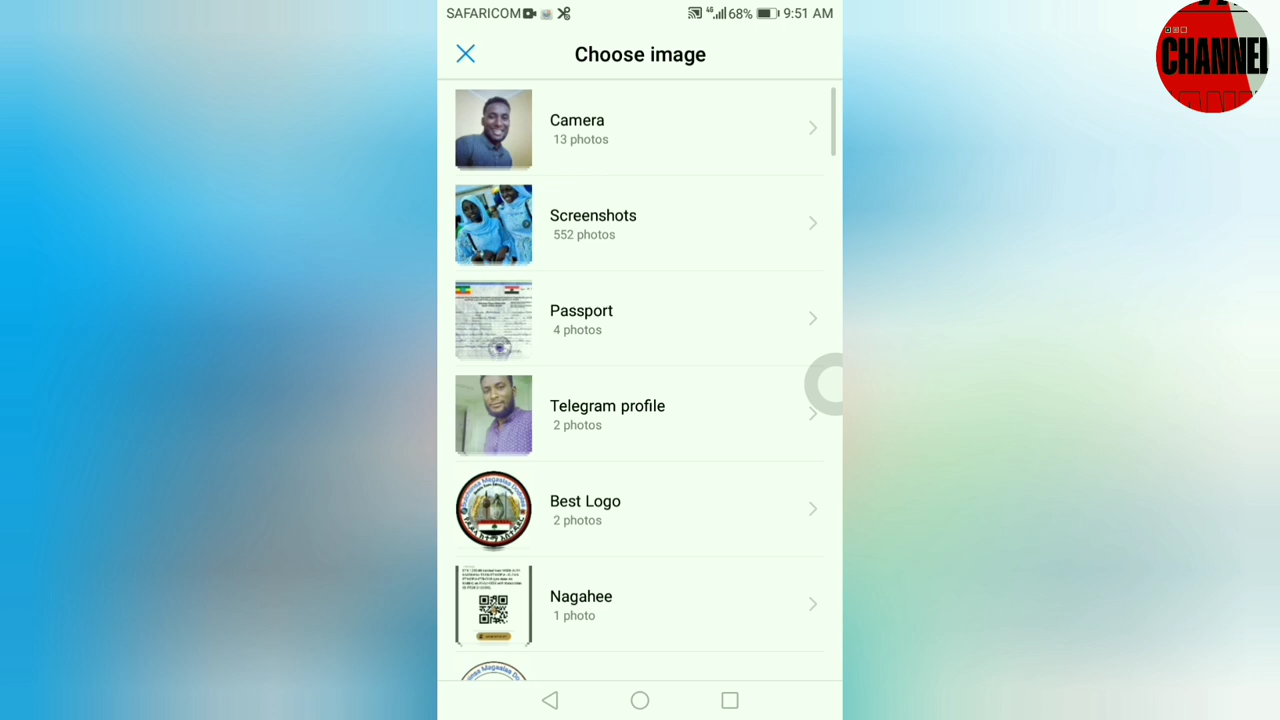 SAFARICOM 4G 68% 9:51 AM
CHANNEL
Choose image
Camera
13 photos
Screenshots
552 photos
Passport
4 photos
Telegram profile
2 photos
Best Logo
2 photos
Nagahee
1 photo